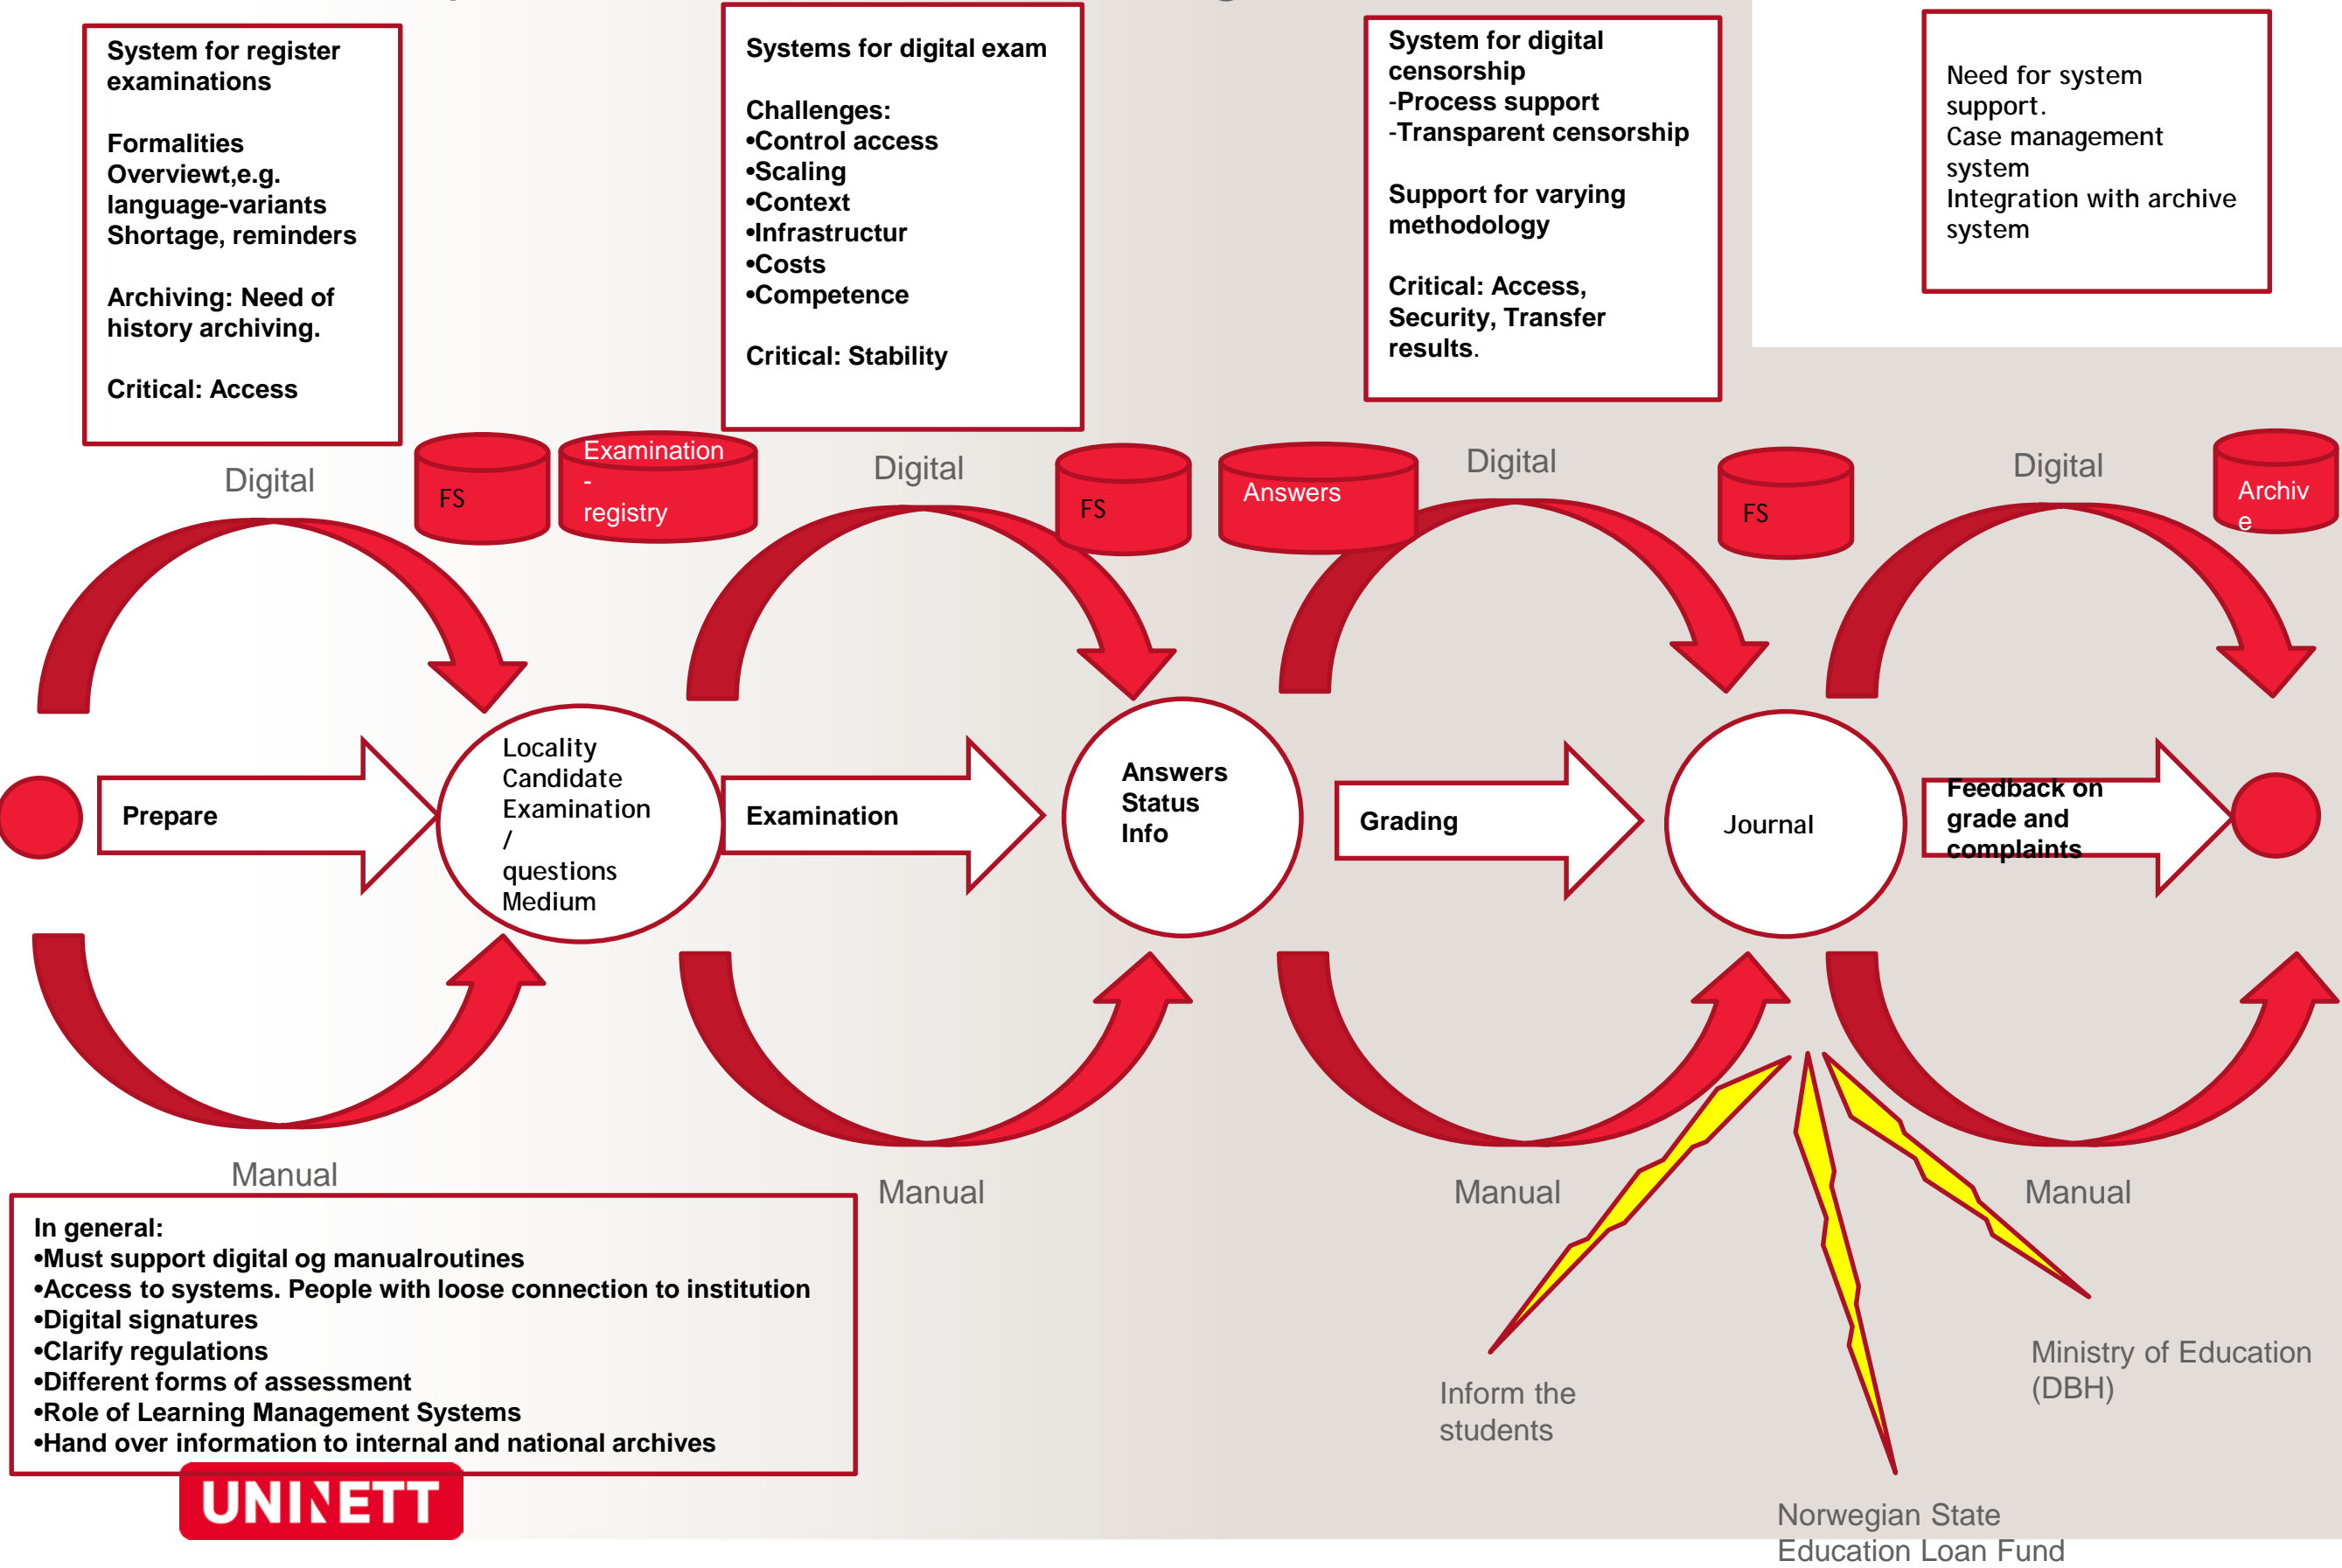 System for register
examinations
Formalities
Overviewt,e.g.
language-variants
Shortage, reminders
Archiving: Need of
history archiving.
Critical: Access
Systems for digital exam
Challenges:
•Control access
•Scaling
•Context
•Infrastructur
•Costs
•Competence
Critical: Stability
System for digital
censorship
-Process support
-Transparent censorship
Support for varying
methodology
Critical: Access,
Security, Transfer
results.
Need for system
support.
Case management
system
Integration with archive
system
Digital
FS
Examination
-
registry
Digital
FS
Answers
Digital
FS
Digital
Archiv
e
Prepare
Locality
Candidate
Examination
/
questions
Medium
Examination
Answers
Status
Info
Grading
Journal
Feedback on
grade and
complaints
Manual
Manual
Manual
Manual
In general:
•Must support digital og manualroutines
•Access to systems. People with loose connection to institution
•Digital signatures
•Clarify regulations
•Different forms of assessment
•Role of Learning Management Systems
•Hand over information to internal and national archives
Inform the
students
Norwegian State
Education Loan Fund
Ministry of Education
(DBH)
UNINETT